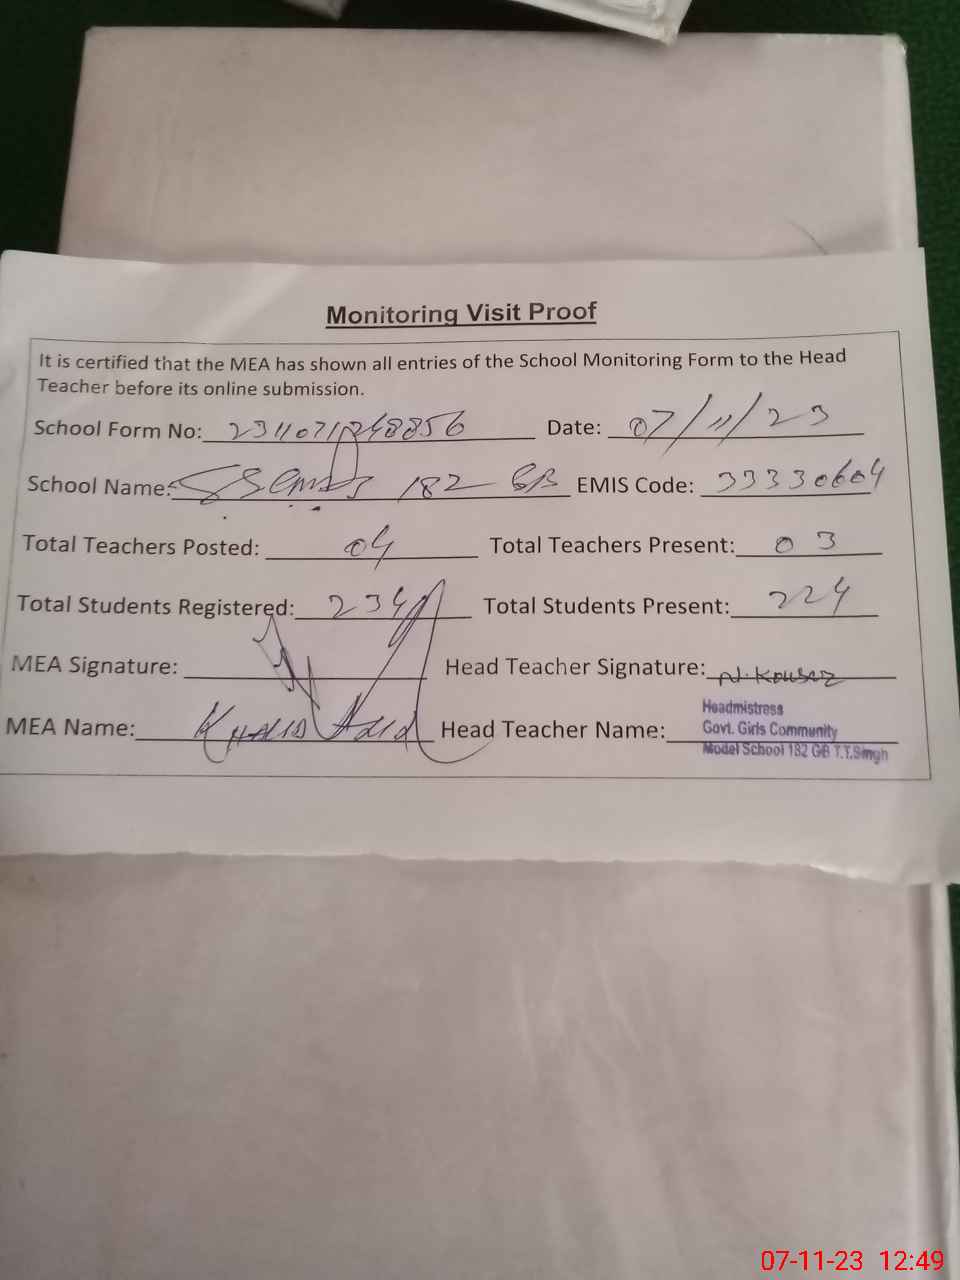 Monitoring Visit Proof
It is certified that the MEA has shown all entries of the School Monitoring Form to the Head
Teacher before its online submission.
School Form No: 2311071248856 Date: 07/11/23
School Name: 182 GB EMIS Code: 33330604
Total Teachers Posted: 04 Total Teachers Present: 03
Total Students Registered: 234 Total Students Present: 224
MEA Signature: Head Teacher Signature: N. Kousar
MEA Name: Khalid Head Teacher Name: Headmistress
Govt. Girls Community
Model School 182 GB T.T.Singh
07-11-23 12:49